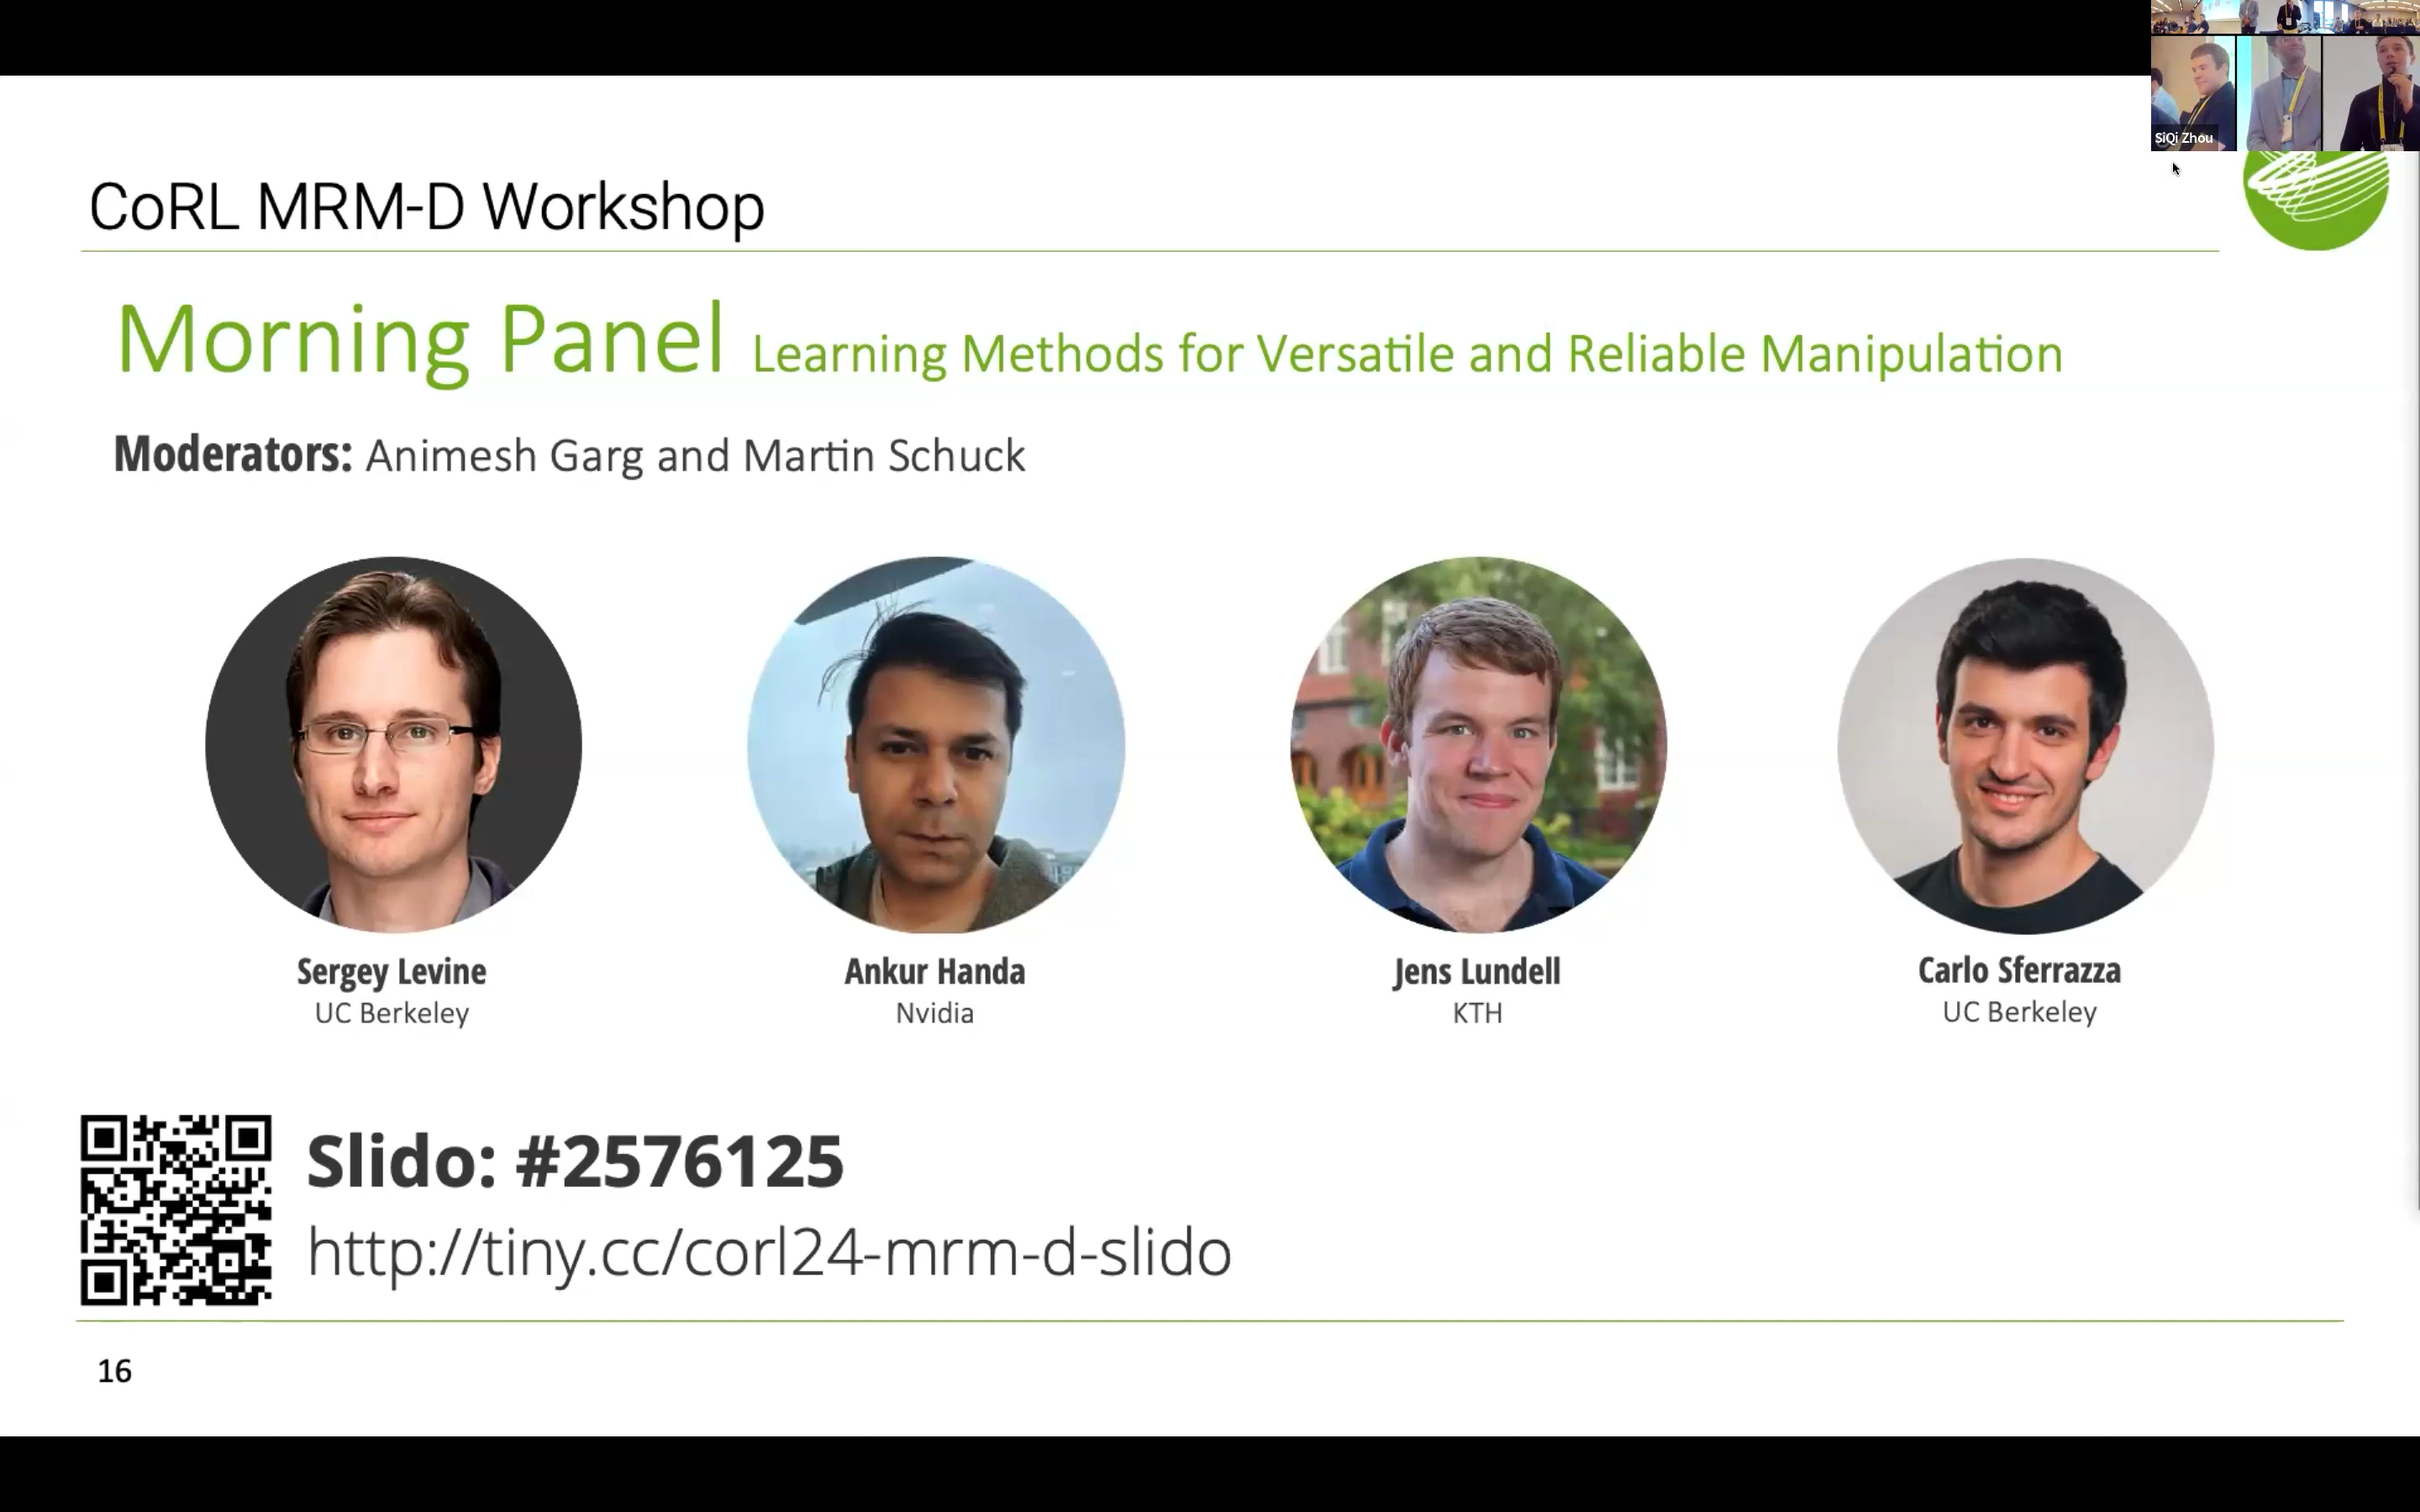 SiQi Zhou
CoRL MRM-D Workshop
Morning Panel Learning Methods for Versatile and Reliable Manipulation
Moderators: Animesh Garg and Martin Schuck
Sergey Levine
UC Berkeley
Ankur Handa
Nvidia
Jens Lundell
KTH
Carlo Sferrazza
UC Berkeley
Slido: #2576125
http://tiny.cc/corl24-mrm-d-slido
16